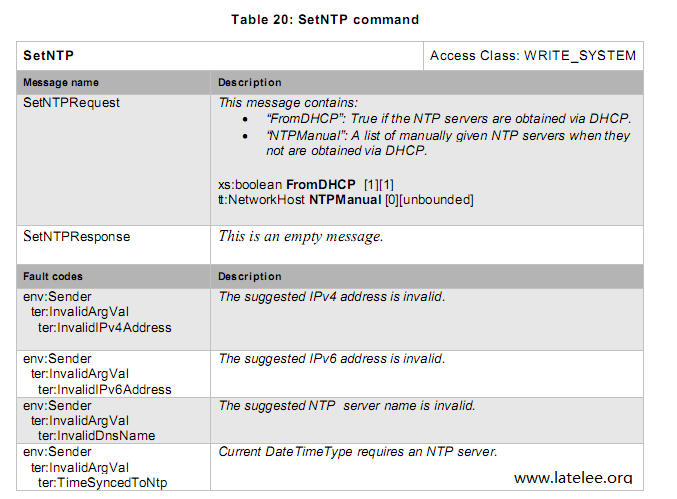 Table 20: SetNTP command
SetNTP
Access Class: WRITE_SYSTEM
Message name
Description
SetNTPRequest
This message contains:
• “FromDHCP”: True if the NTP servers are obtained via DHCP.
• “NTPManual”: A list of manually given NTP servers when they
not are obtained via DHCP.
xs:boolean FromDHCP [1][1]
tt:NetworkHost NTPManual [0][unbounded]
SetNTPResponse
This is an empty message.
Fault codes
Description
env:Sender
ter:InvalidArgVal
ter:InvalidIPv4Address
The suggested IPv4 address is invalid.
env:Sender
ter:InvalidArgVal
ter:InvalidIPv6Address
The suggested IPv6 address is invalid.
env:Sender
ter:InvalidArgVal
ter:InvalidDnsName
The suggested NTP server name is invalid.
env:Sender
ter:InvalidArgVal
ter:TimeSyncedToNtp
Current DateTimeType requires an NTP server.
www.latelee.org